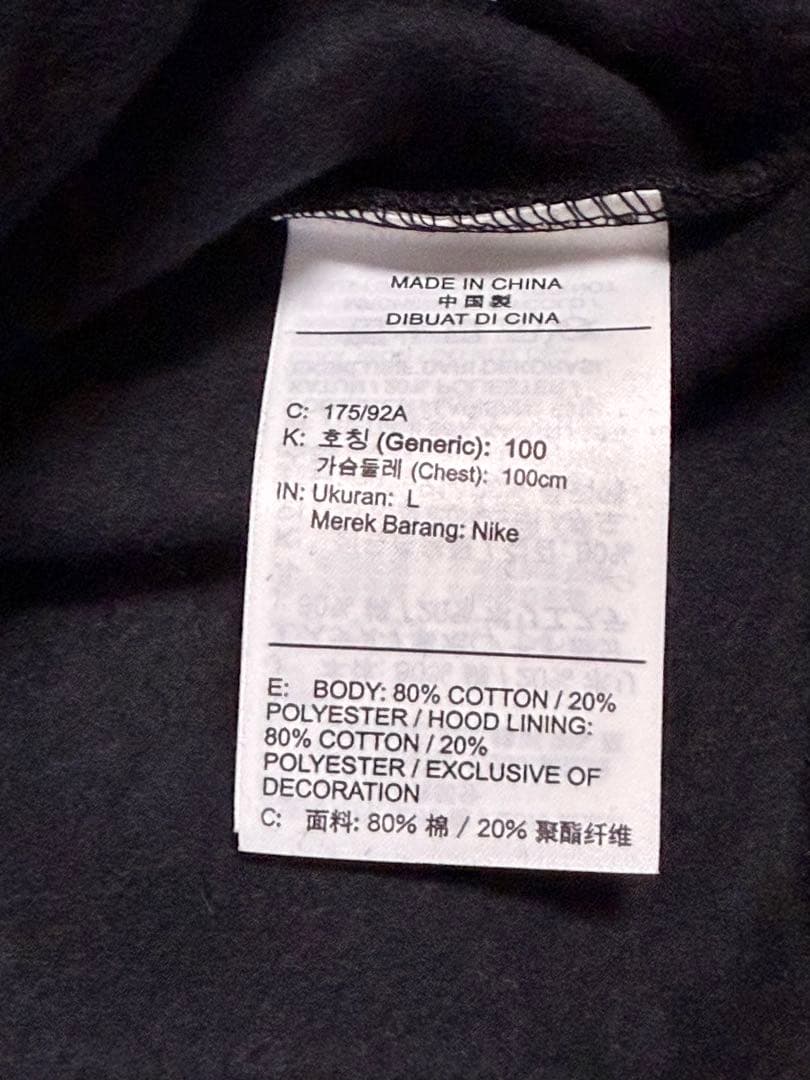 MADE IN CHINA
中国製
DIBUAT DI CINA
C: 175/92A
K: 호칭 (Generic): 100
가슴둘레 (Chest): 100cm
IN: Ukuran: L
Merek Barang: Nike
E: BODY: 80% COTTON / 20%
POLYESTER / HOOD LINING:
80% COTTON / 20%
POLYESTER / EXCLUSIVE OF
DECORATION
C: 面料: 80% 棉 / 20% 聚酯纤维